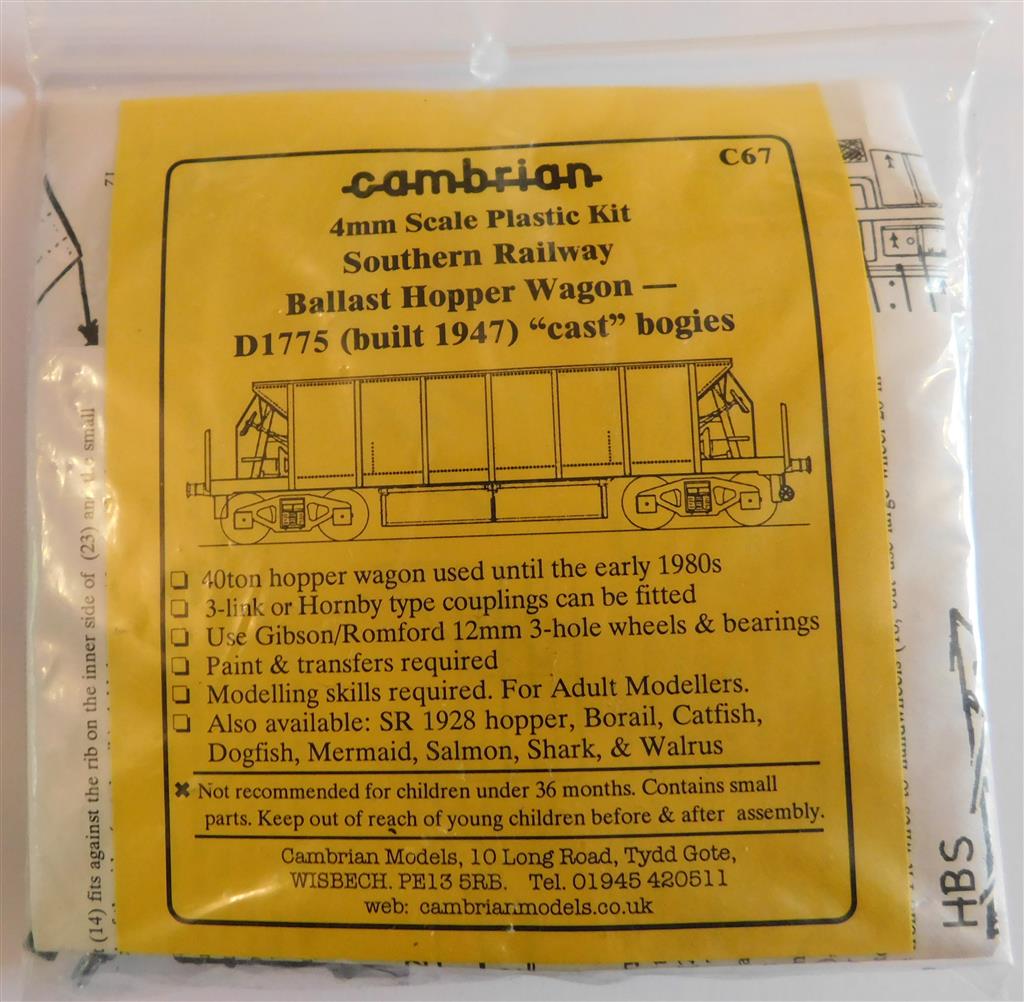 cambrian
C67
4mm Scale Plastic Kit
Southern Railway
Ballast Hopper Wagon —
D1775 (built 1947) “cast” bogies
❏ 40ton hopper wagon used until the early 1980s
❏ 3-link or Hornby type couplings can be fitted
❏ Use Gibson/Romford 12mm 3-hole wheels & bearings
❏ Paint & transfers required
❏ Modelling skills required. For Adult Modellers.
❏ Also available: SR 1928 hopper, Borail, Catfish,
Dogfish, Mermaid, Salmon, Shark, & Walrus
✖ Not recommended for children under 36 months. Contains small
parts. Keep out of reach of young children before & after assembly.
Cambrian Models, 10 Long Road, Tydd Gote,
WISBECH. PE13 5RB. Tel. 01945 420511
web: cambrianmodels.co.uk
71
(14) fits against the rib on the inner side of (23) and the small
HBS